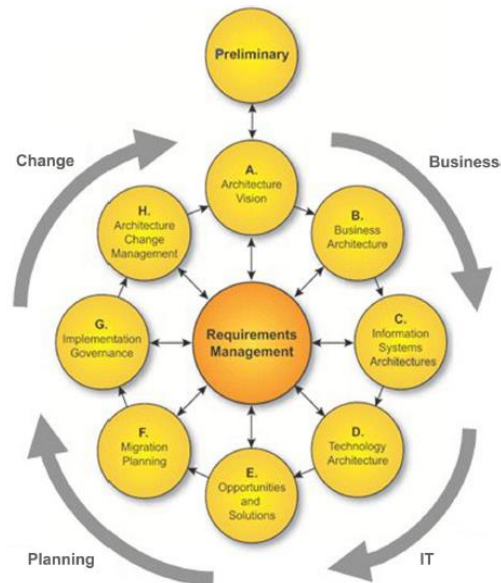 Preliminary
Change
Business
A.
Architecture
Vision
H.
Architecture
Change
Management
B.
Business
Architecture
G.
Implementation
Governance
Requirements
Management
C.
Information
Systems
Architectures
F.
Migration
Planning
D.
Technology
Architecture
E.
Opportunities
and
Solutions
Planning
IT